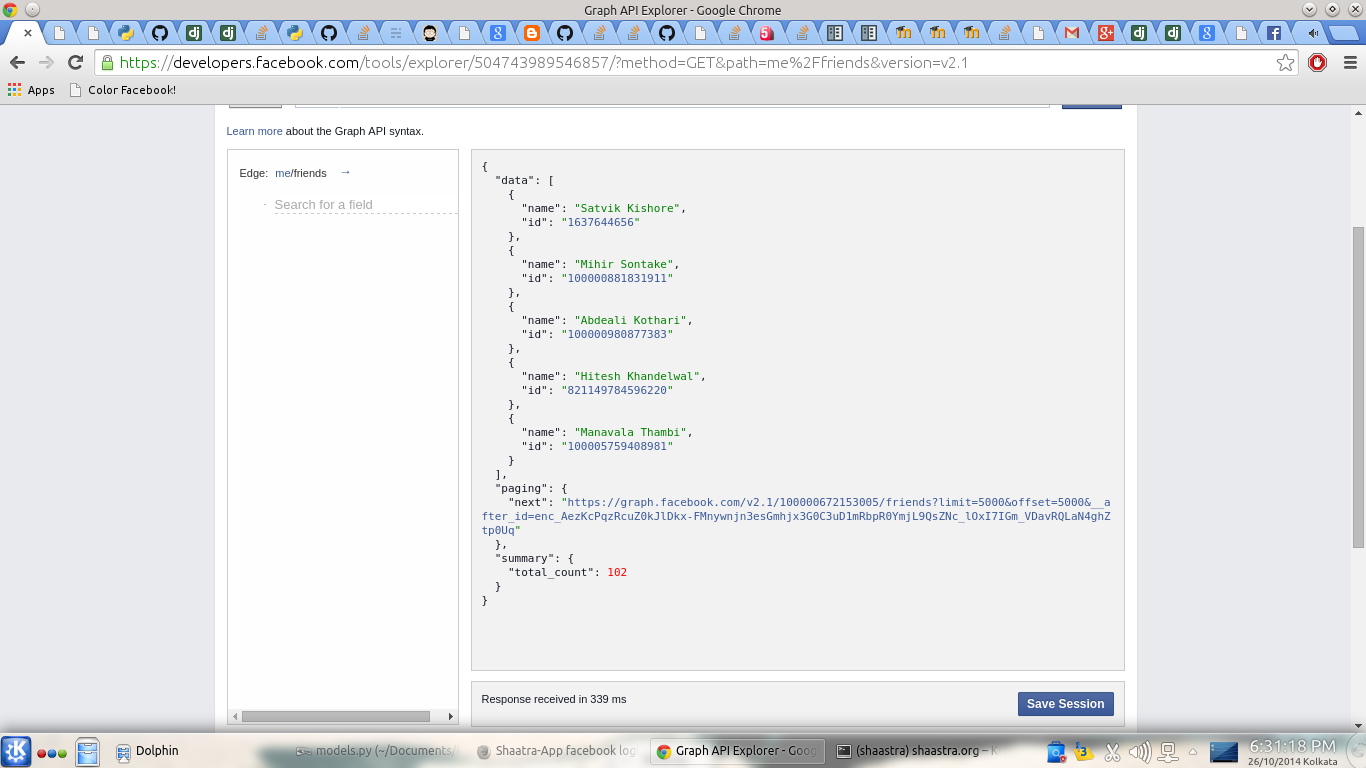 Graph API Explorer - Google Chrome
https://developers.facebook.com/tools/explorer/504743989546857/?method=GET&path=me%2Ffriends&version=v2.1
Apps Color Facebook!
Learn more about the Graph API syntax.
Edge: me/friends →
Search for a field
{
"data": [
{
"name": "Satvik Kishore",
"id": "1637644656"
},
{
"name": "Mihir Sontake",
"id": "100000881831911"
},
{
"name": "Abdeali Kothari",
"id": "100000980877383"
},
{
"name": "Hitesh Khandelwal",
"id": "821149784596220"
},
{
"name": "Manavala Thambi",
"id": "100005759408981"
}
],
"paging": {
"next": "https://graph.facebook.com/v2.1/100000672153005/friends?limit=5000&offset=5000&__a
fter_id=enc_AezKcPqzRcuZ0kJlDkx-FMnywnjn3esGmhjx3G0C3uD1mRbpR0YmjL9QsZNc_lOxI7IGm_VDavRQLaN4ghZ
tp0Uq"
},
"summary": {
"total_count": 102
}
}
Response received in 339 ms
Save Session
Dolphin
models.py (~/Documents/
Shaatra-App facebook log
Graph API Explorer - Goog
(shaastra) shaastra.org – K
6:31:18 PM
26/10/2014 Kolkata